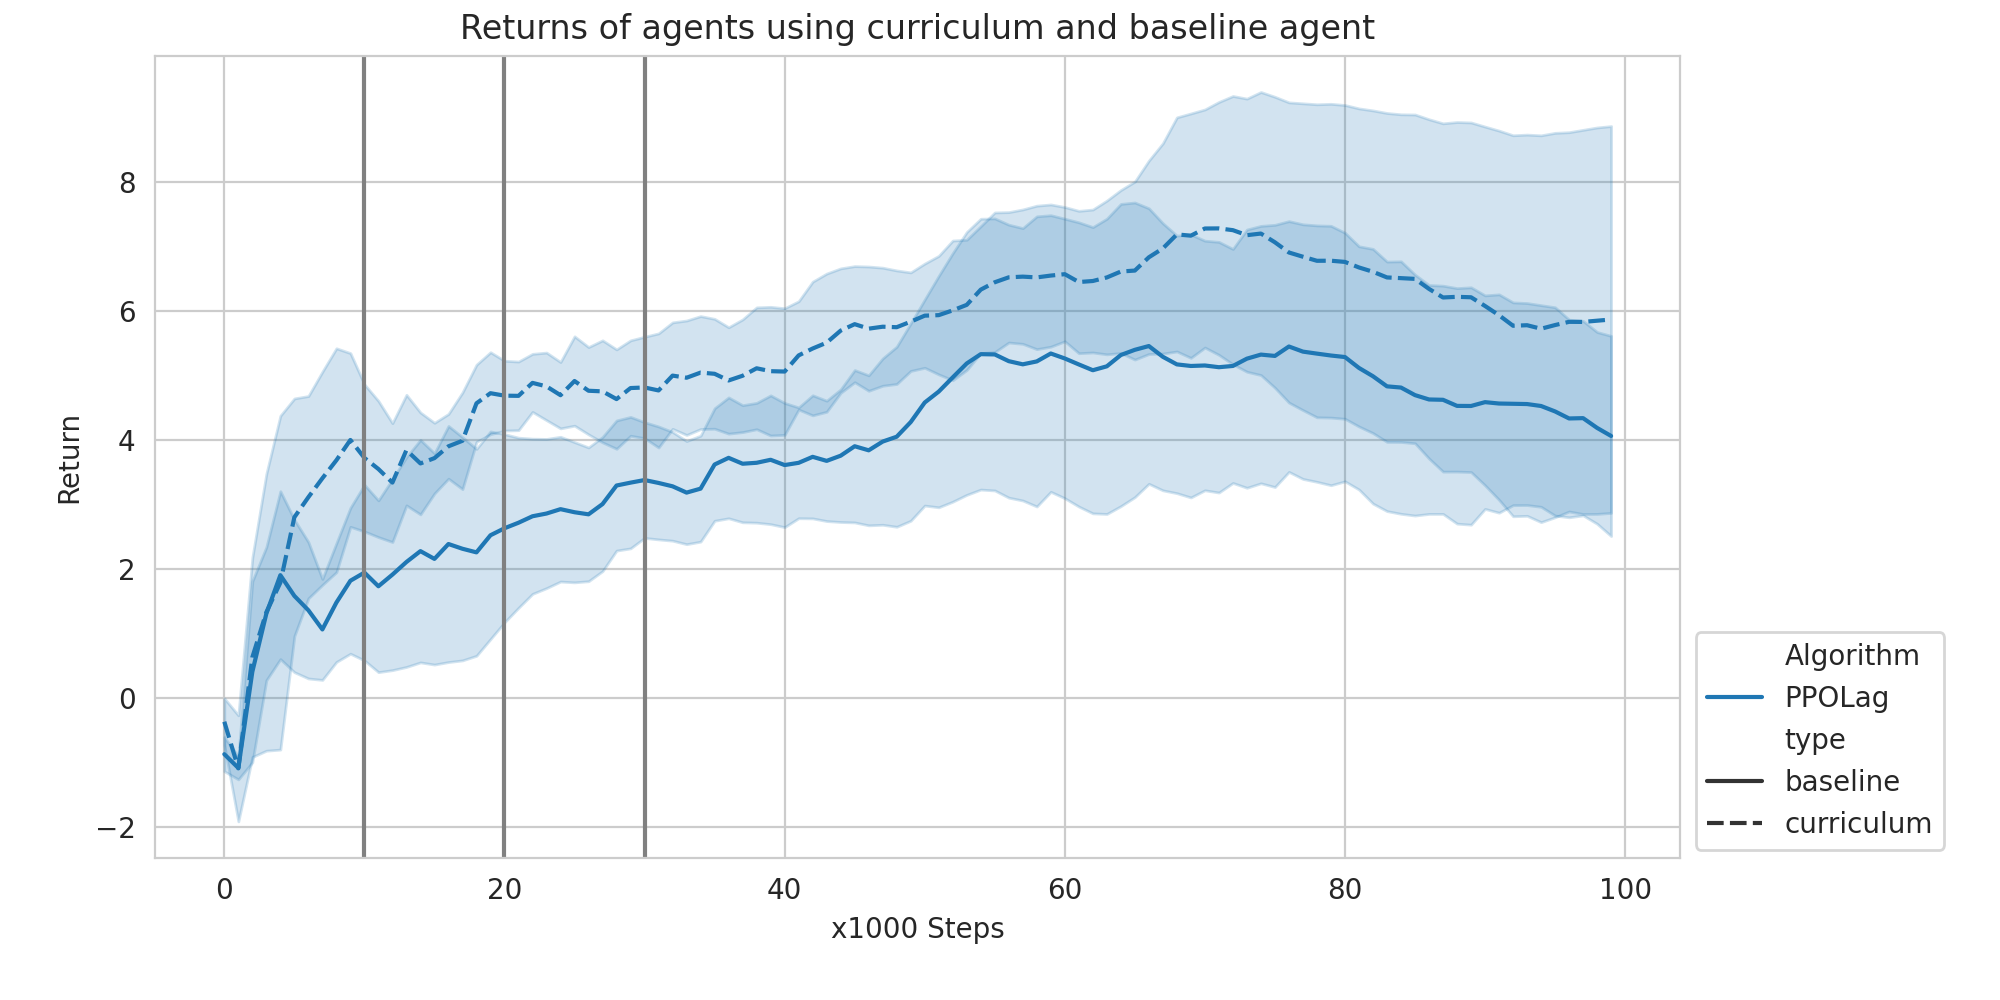 Returns of agents using curriculum and baseline agent
Return
8
6
4
2
0
−2
0 20 40 60 80 100
x1000 Steps
Algorithm
PPOLag
type
baseline
curriculum